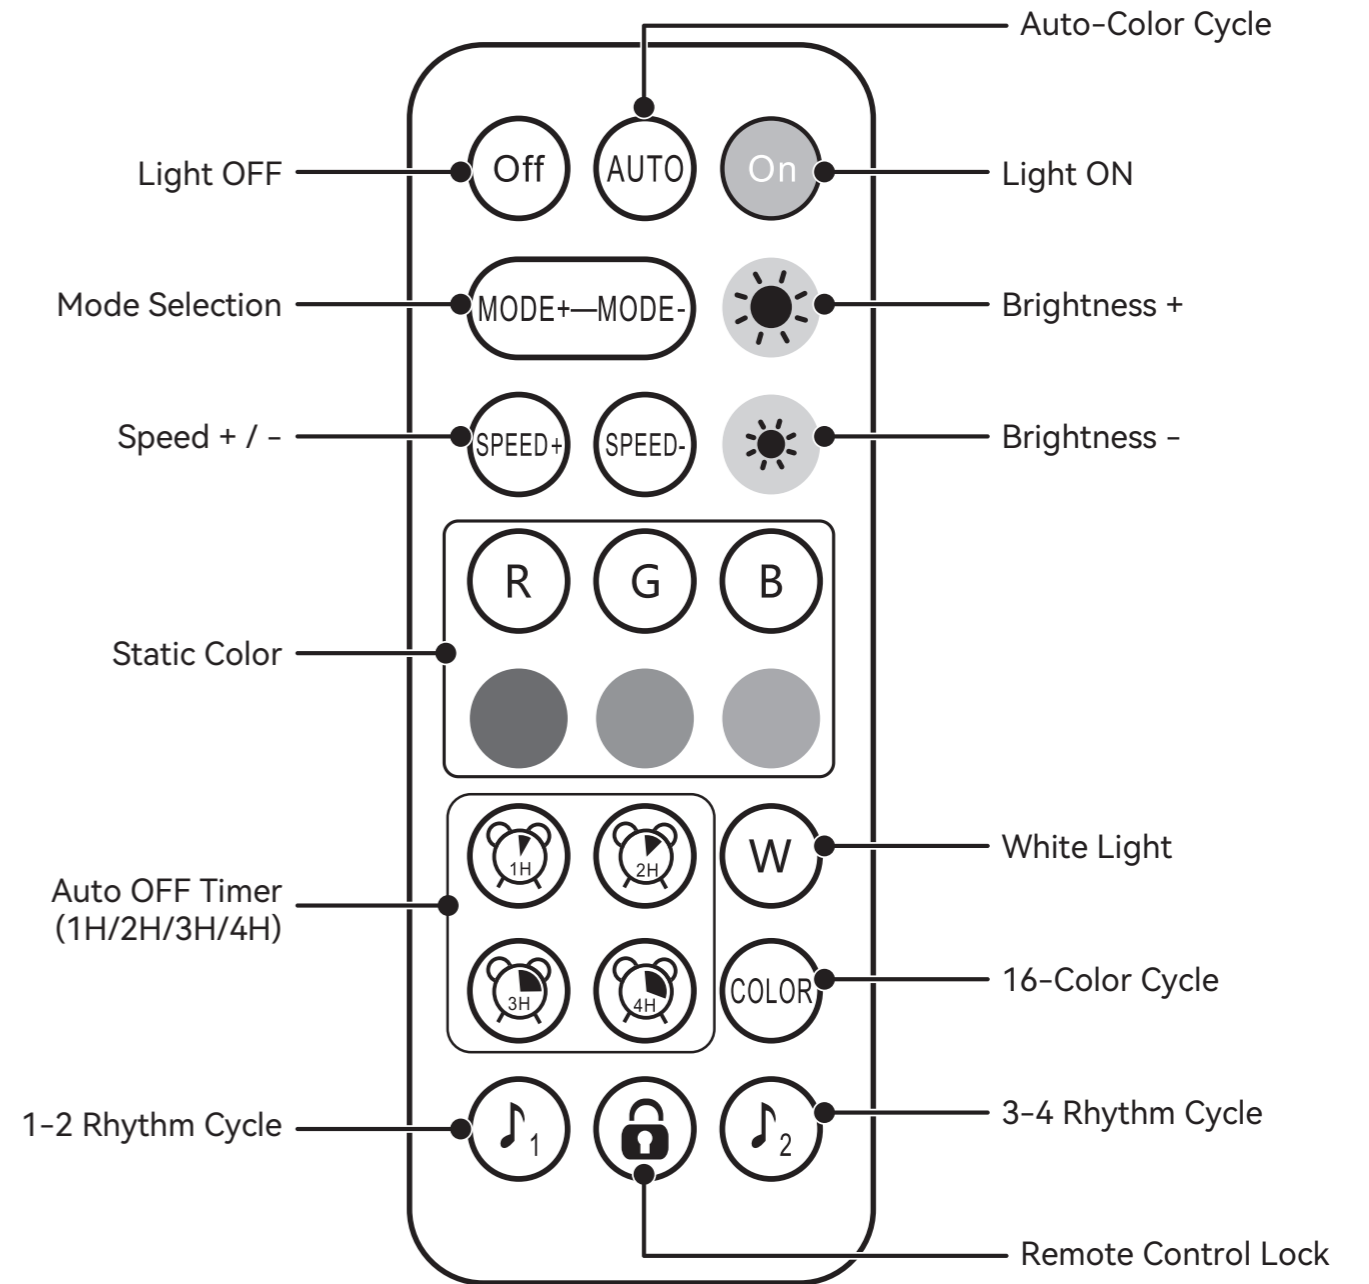 Auto-Color Cycle
Off
AUTO
On
Light OFF
Light ON
MODE+—MODE-
Mode Selection
Brightness +
Speed + / -
SPEED+
SPEED-
Brightness -
R
G
B
Static Color
1H
2H
W
White Light
Auto OFF Timer
(1H/2H/3H/4H)
3H
4H
COLOR
16-Color Cycle
1-2 Rhythm Cycle
1
2
3-4 Rhythm Cycle
Remote Control Lock